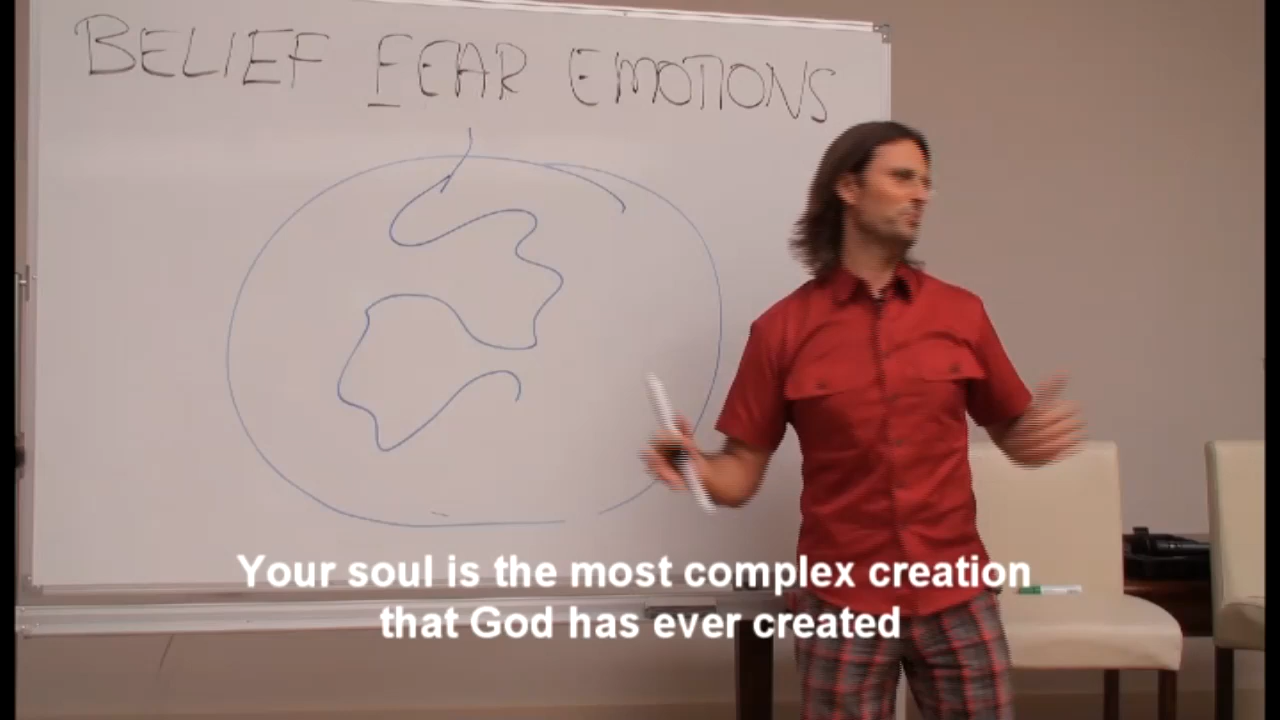 BELIEF FEAR EMOTIONS
Your soul is the most complex creation
that God has ever created